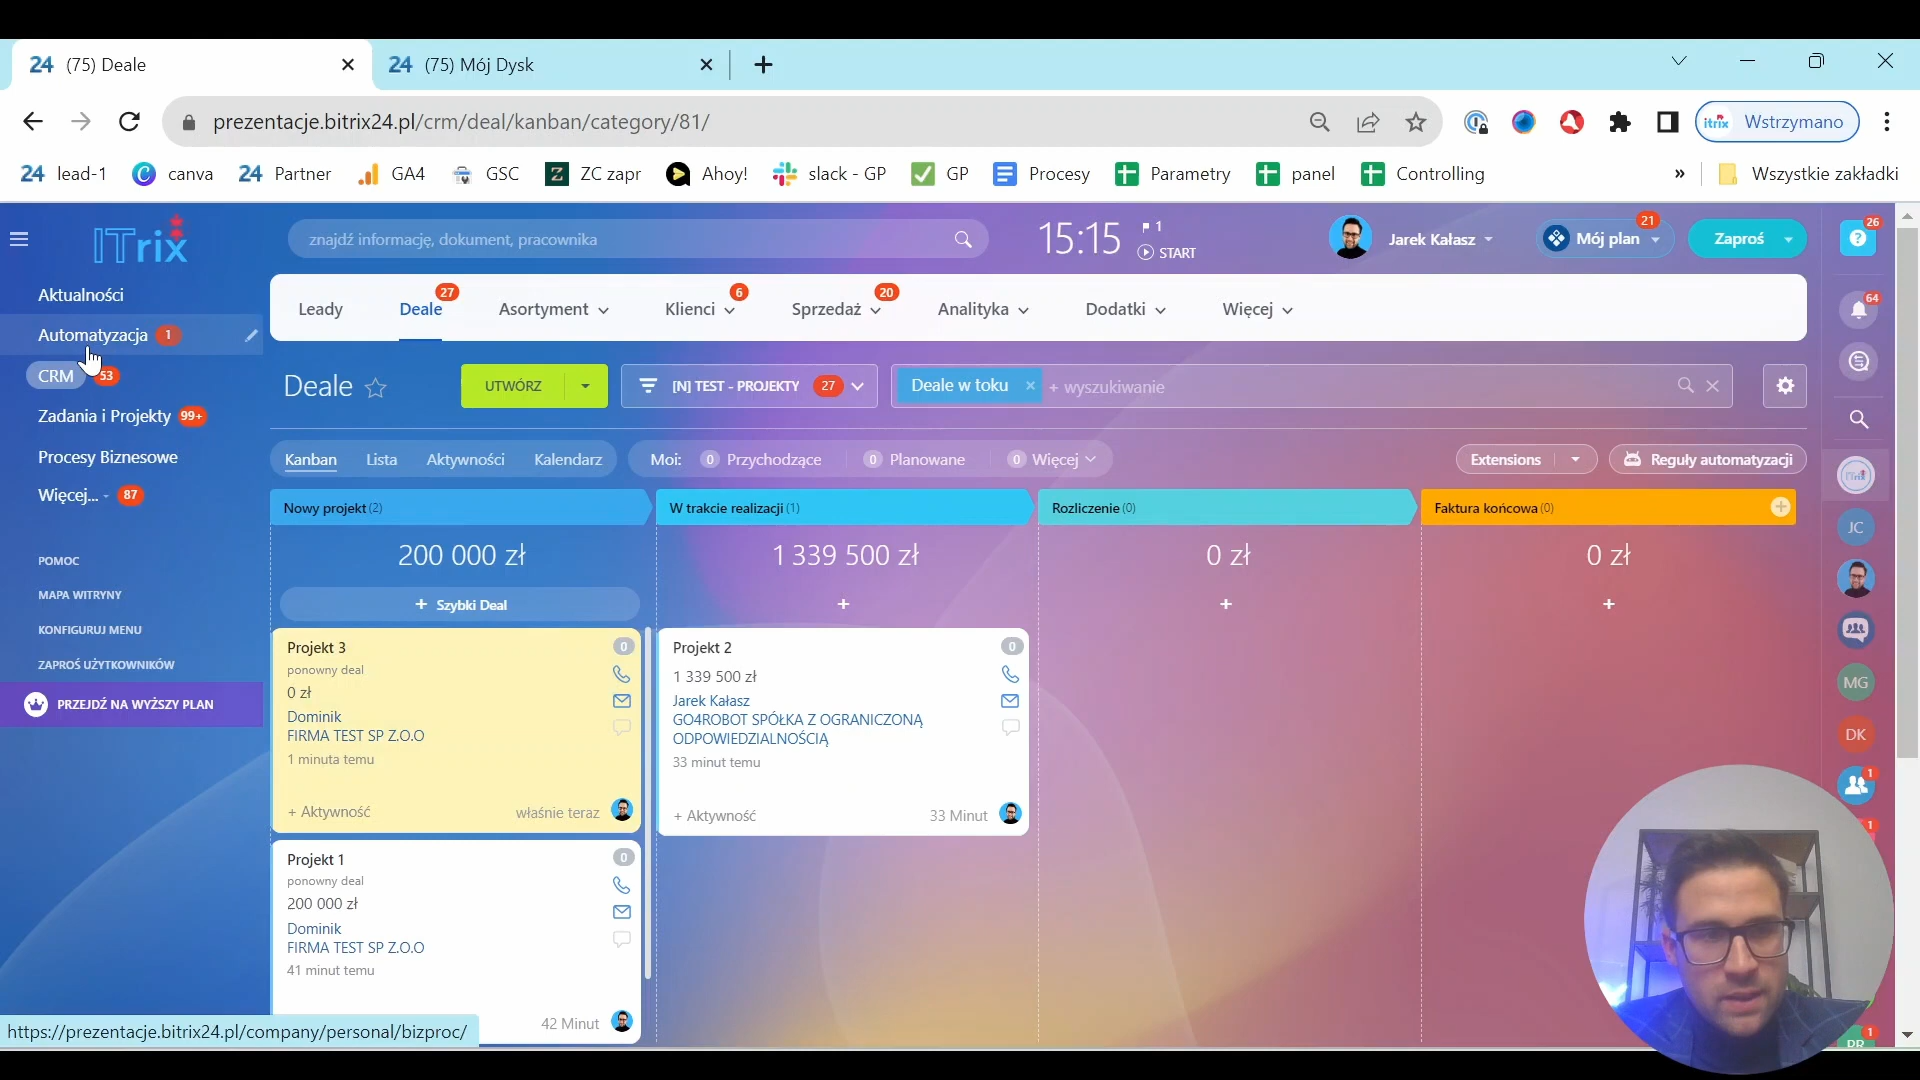 24 (75) Deale
24 (75) Mój Dysk
prezentacje.bitrix24.pl/crm/deal/kanban/category/81/
itrix Wstrzymano
24 lead-1
canva
24 Partner
GA4
GSC
Z ZC zapr
Ahoy!
slack - GP
GP
Procesy
Parametry
panel
Controlling
»
Wszystkie zakładki
ITrix
znajdź informację, dokument, pracownika
15:15
1
START
Jarek Kałasz
Mój plan
21
Zaproś
26
Aktualności
Automatyzacja 1
CRM 53
Zadania i Projekty 99+
Procesy Biznesowe
Więcej... 87
POMOC
MAPA WITRYNY
KONFIGURUJ MENU
ZAPROŚ UŻYTKOWNIKÓW
PRZEJDŹ NA WYŻSZY PLAN
Leady
Deale 27
Asortyment
Klienci 6
Sprzedaż 20
Analityka
Dodatki
Więcej
Deale
UTWÓRZ
[N] TEST - PROJEKTY 27
Deale w toku × + wyszukiwanie
Kanban
Lista
Aktywności
Kalendarz
Moi:
0 Przychodzące
0 Planowane
0 Więcej
Extensions
Reguły automatyzacji
Nowy projekt (2)
200 000 zł
+ Szybki Deal
Projekt 3
0
ponowny deal
0 zł
Dominik
FIRMA TEST SP Z.O.O
1 minuta temu
+ Aktywność
właśnie teraz
Projekt 1
0
ponowny deal
200 000 zł
Dominik
FIRMA TEST SP Z.O.O
41 minut temu
42 Minut
W trakcie realizacji (1)
1 339 500 zł
+
Projekt 2
0
1 339 500 zł
Jarek Kałasz
GO4ROBOT SPÓŁKA Z OGRANICZONĄ
ODPOWIEDZIALNOŚCIĄ
33 minut temu
+ Aktywność
33 Minut
Rozliczenie (0)
0 zł
+
Faktura końcowa (0)
0 zł
+
64
ITrix
JC
MG
DK
1
1
1
PR
https://prezentacje.bitrix24.pl/company/personal/bizproc/